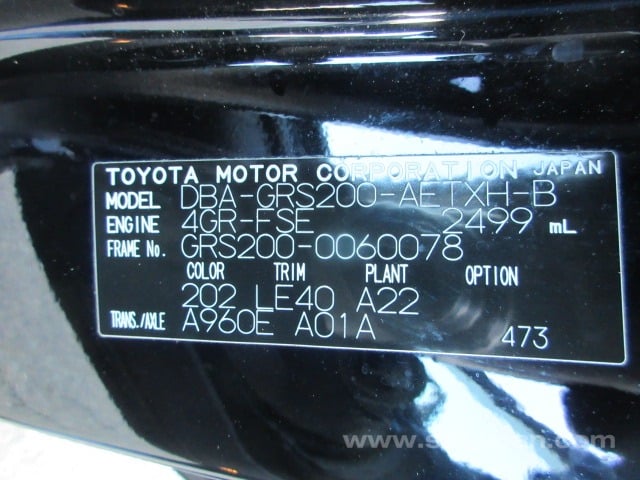 TOYOTA MOTOR CORPORATION JAPAN
MODEL DBA-GRS200-AETXH-B
ENGINE 4GR-FSE 2499 mL
FRAME No. GRS200-0060078
COLOR TRIM PLANT OPTION
202 LE40 A22
TRANS./AXLE A960E A01A 473